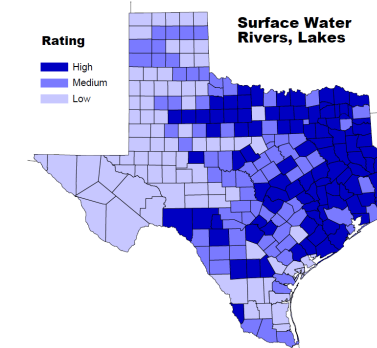 Surface Water
Rivers, Lakes
Rating
High
Medium
Low